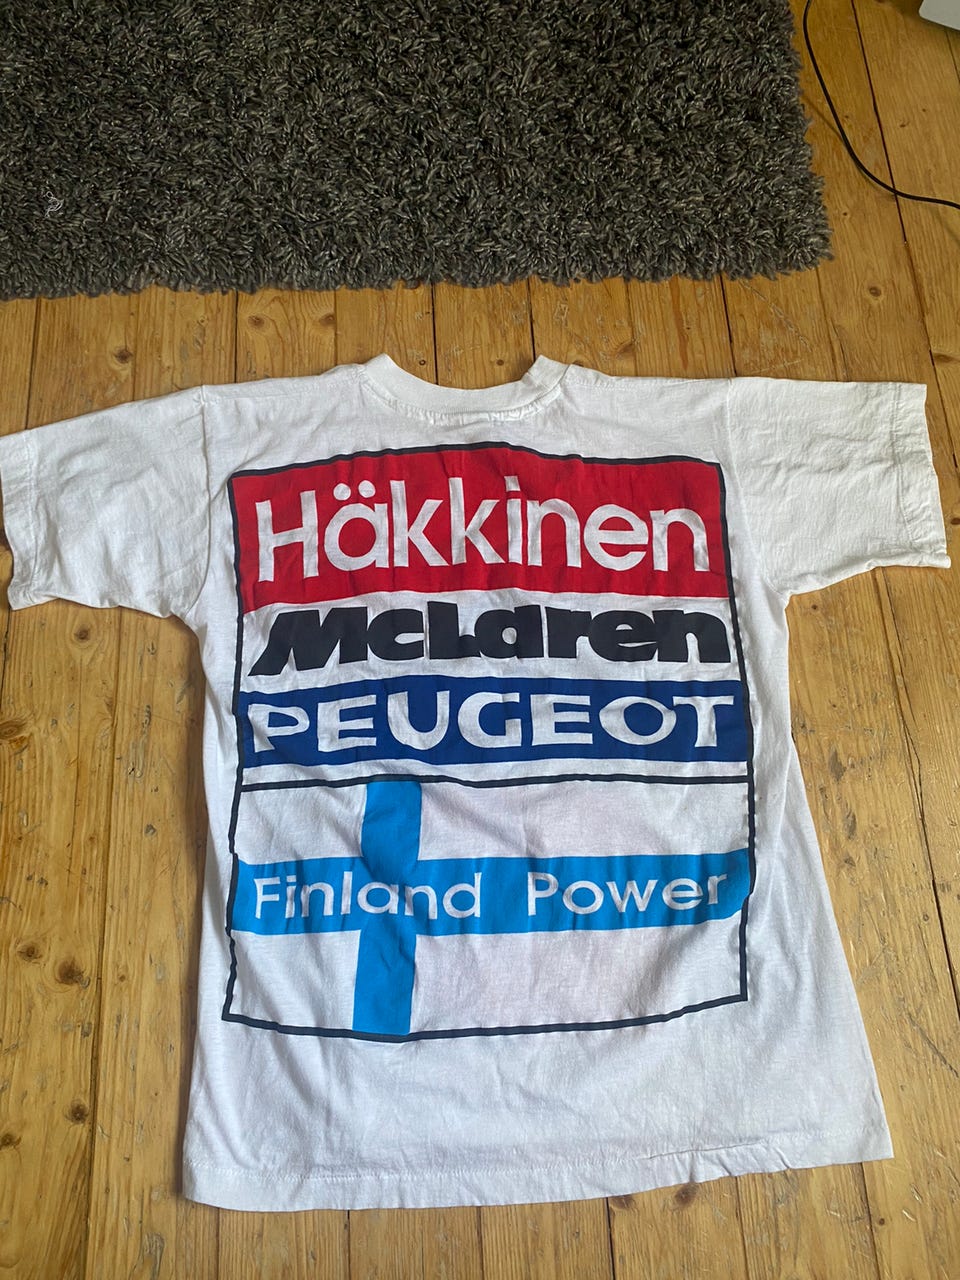 Häkkinen
McLaren
PEUGEOT
Finland Power